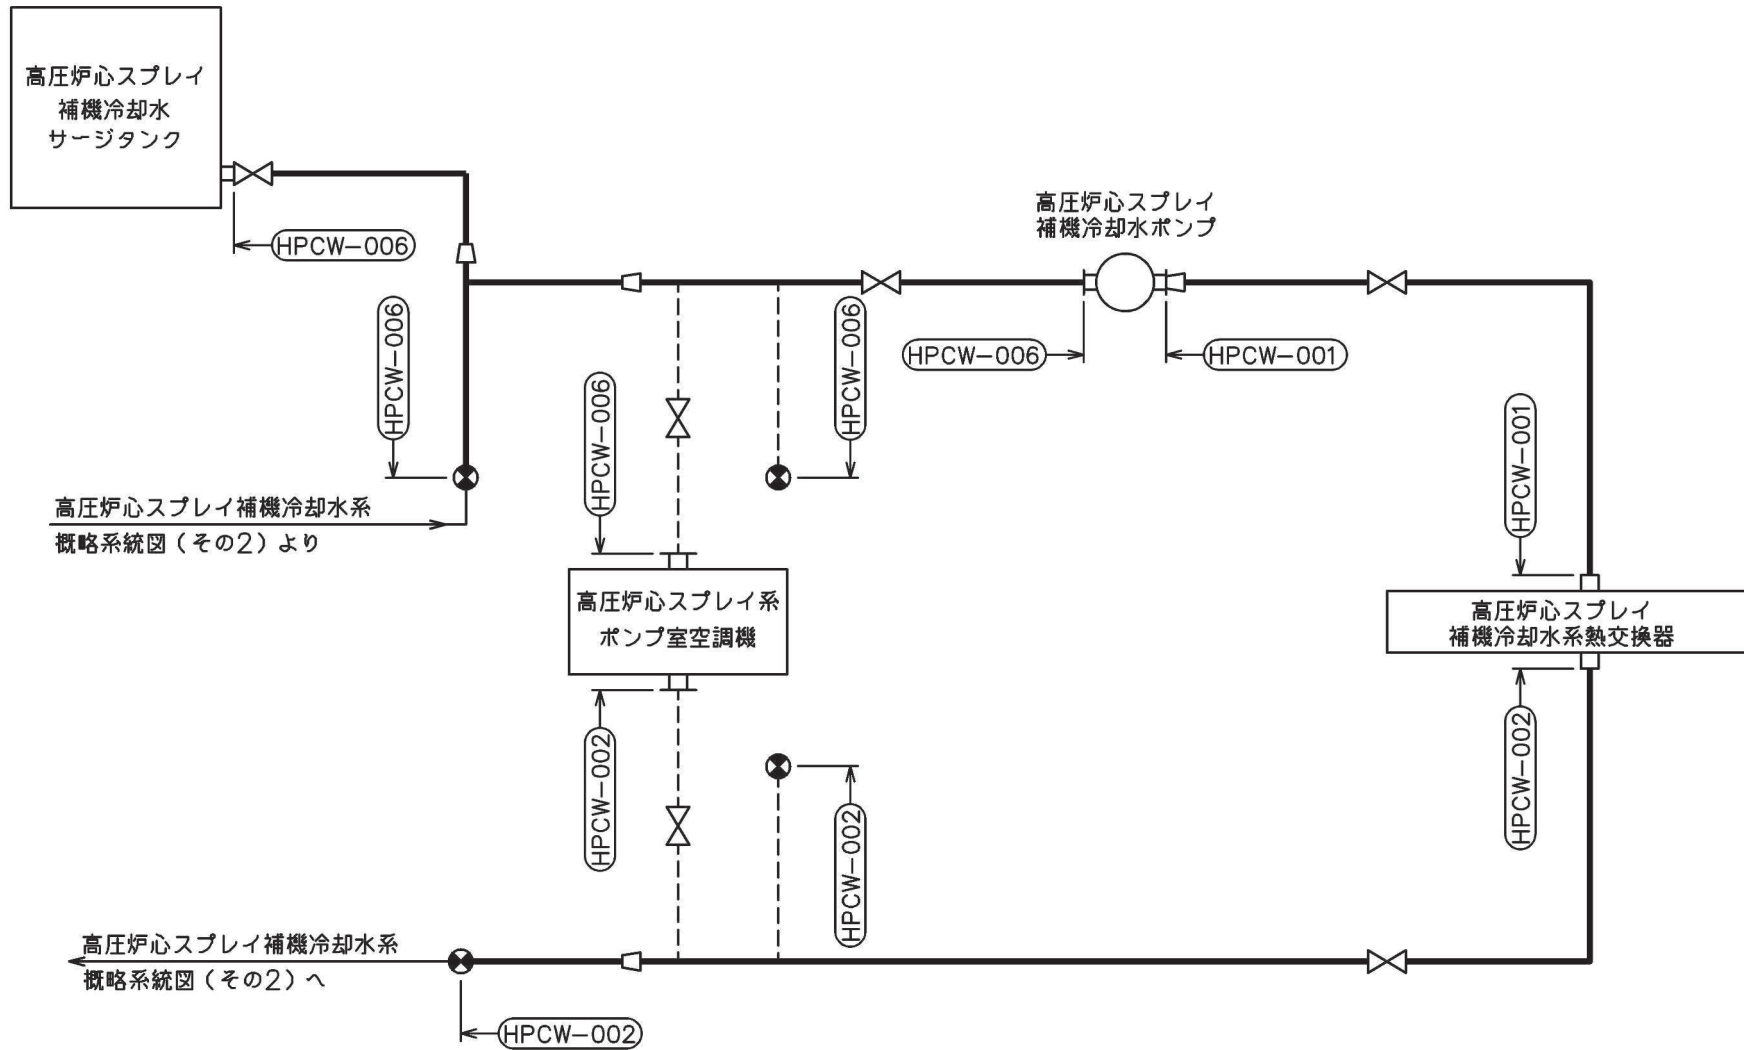 高圧炉心スプレイ
補機冷却水
サージタンク
HPCW-006
高圧炉心スプレイ
補機冷却水ポンプ
HPCW-006
HPCW-006
HPCW-006
HPCW-001
HPCW-006
HPCW-001
高圧炉心スプレイ補機冷却水系
概略系統図(その2)より
高圧炉心スプレイ系
ポンプ室空調機
高圧炉心スプレイ
補機冷却水系熱交換器
HPCW-002
HPCW-002
HPCW-002
高圧炉心スプレイ補機冷却水系
概略系統図(その2)へ
HPCW-002